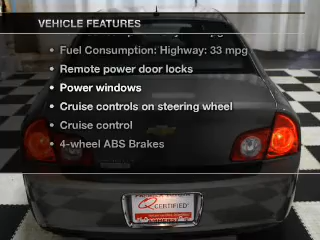 VEHICLE FEATURES
• Fuel Consumption: Highway: 33 mpg
• Remote power door locks
• Power windows
• Cruise controls on steering wheel
• Cruise control
• 4-wheel ABS Brakes
Q CERTIFIED